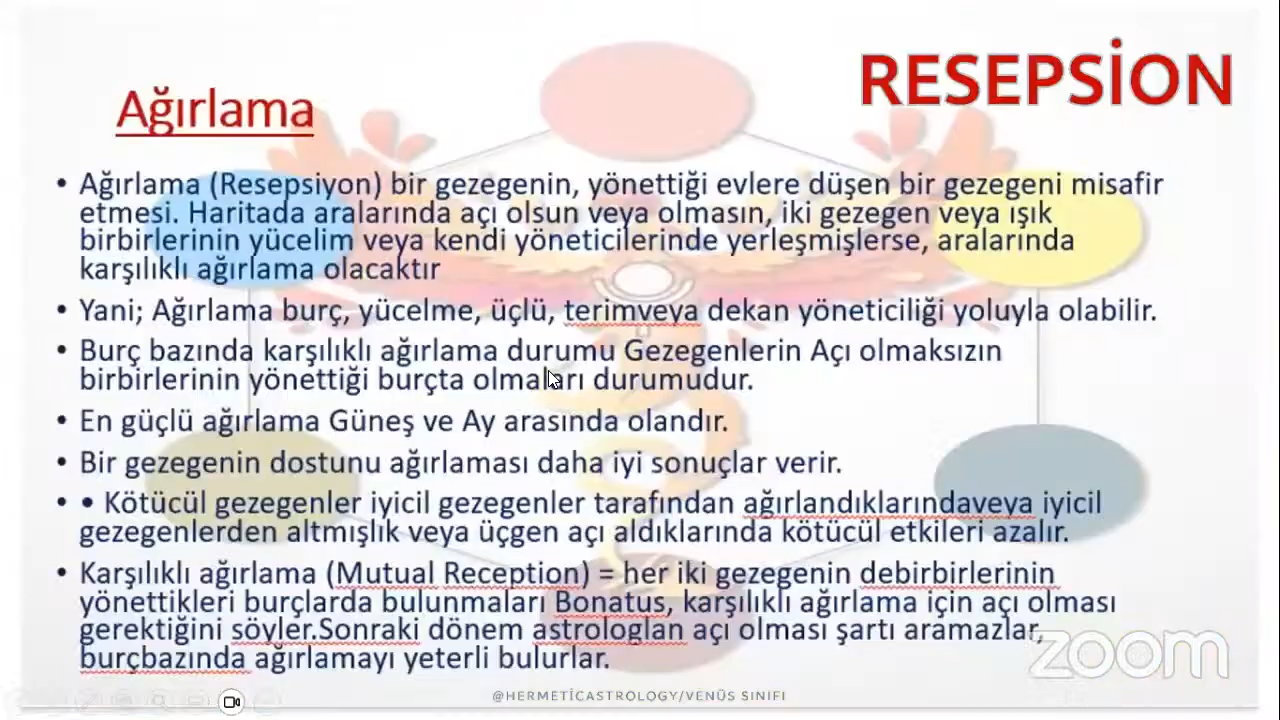 RESEPSİON
Ağırlama
• Ağırlama (Resepsiyon) bir gezegenin, yönettiği evlere düşen bir gezegeni misafir
etmesi. Haritada aralarında açı olsun veya olmasın, iki gezegen veya ışık
birbirlerinin yücelim veya kendi yöneticilerinde yerleşmişlerse, aralarında
karşılıklı ağırlama olacaktır
• Yani; Ağırlama burç, yücelme, üçlü, terimveya dekan yöneticiliği yoluyla olabilir.
• Burç bazında karşılıklı ağırlama durumu Gezegenlerin Açı olmaksızın
birbirlerinin yönettiği burçta olmaları durumudur.
• En güçlü ağırlama Güneş ve Ay arasında olandır.
• Bir gezegenin dostunu ağırlaması daha iyi sonuçlar verir.
• • Kötücül gezegenler iyicil gezegenler tarafından ağırlandıklarındaveya iyicil
gezegenlerden altmışlık veya üçgen açı aldıklarında kötücül etkileri azalır.
• Karşılıklı ağırlama (Mutual Reception) = her iki gezegenin debirbirlerinin
yönettikleri burçlarda bulunmaları Bonatus, karşılıklı ağırlama için açı olması
gerektiğini söyler.Sonraki dönem astrologlan açı olması şartı aramazlar,
burçbazında ağırlamayı yeterli bulurlar.
zoom
@HERMETİCASTROLOGY/VENÜS SINIFI